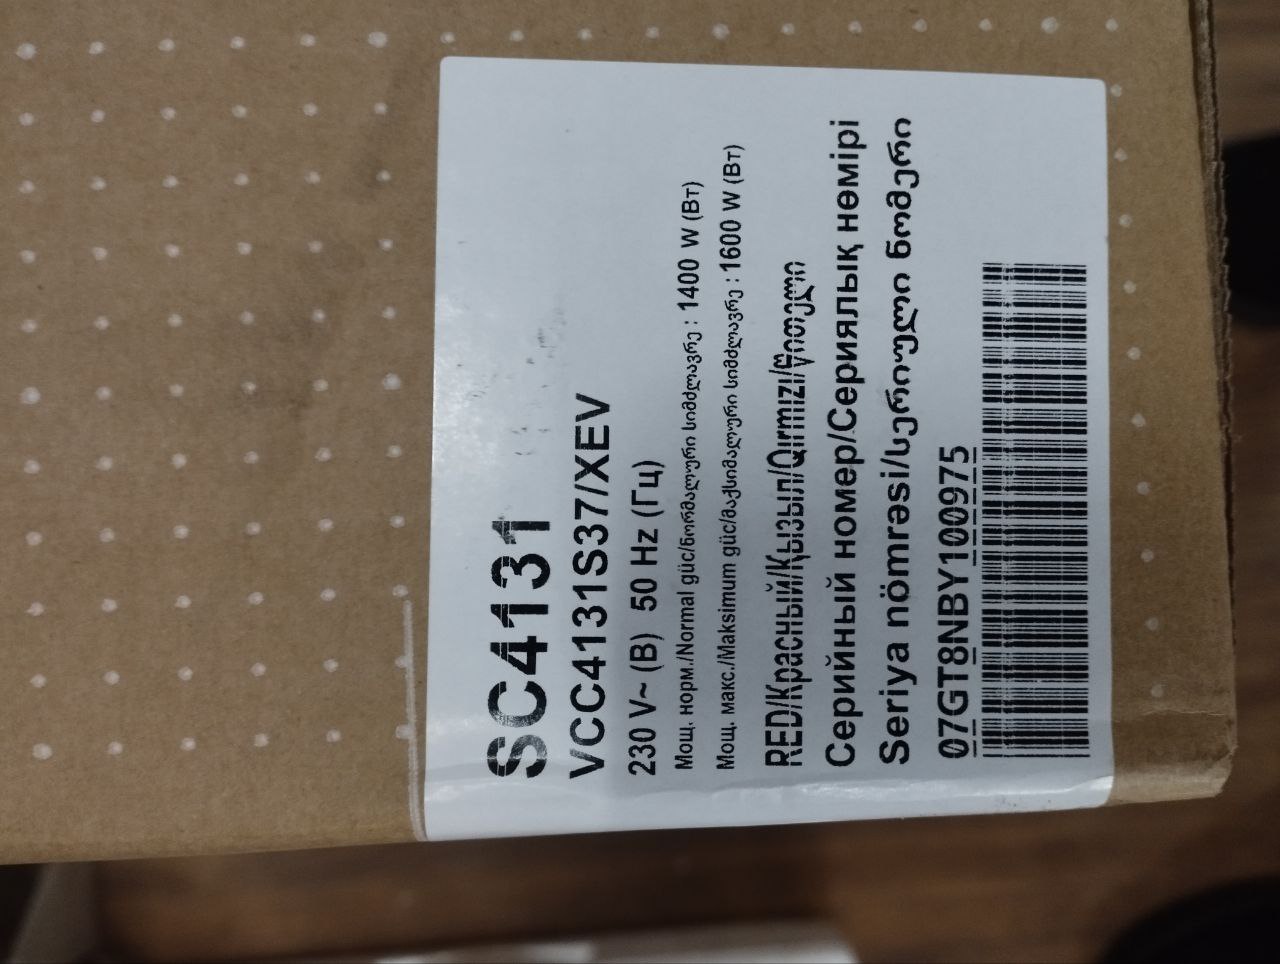 SC4131
VCC4131S37/XEV
230 V~ (В) 50 Hz (Гц)
Мощ. норм./Normal güc/ნორმალური სიმძლავრე : 1400 W (Вт)
Мощ. макс./Maksimum güc/მაქსიმალური სიმძლავრე : 1600 W (Вт)
RED/Красный/Қызыл/Qırmızı/წითელი
Серийный номер/Сериялық нөмірі
Seriya nömrəsi/სერიული ნომერი
07GT8NBY100975